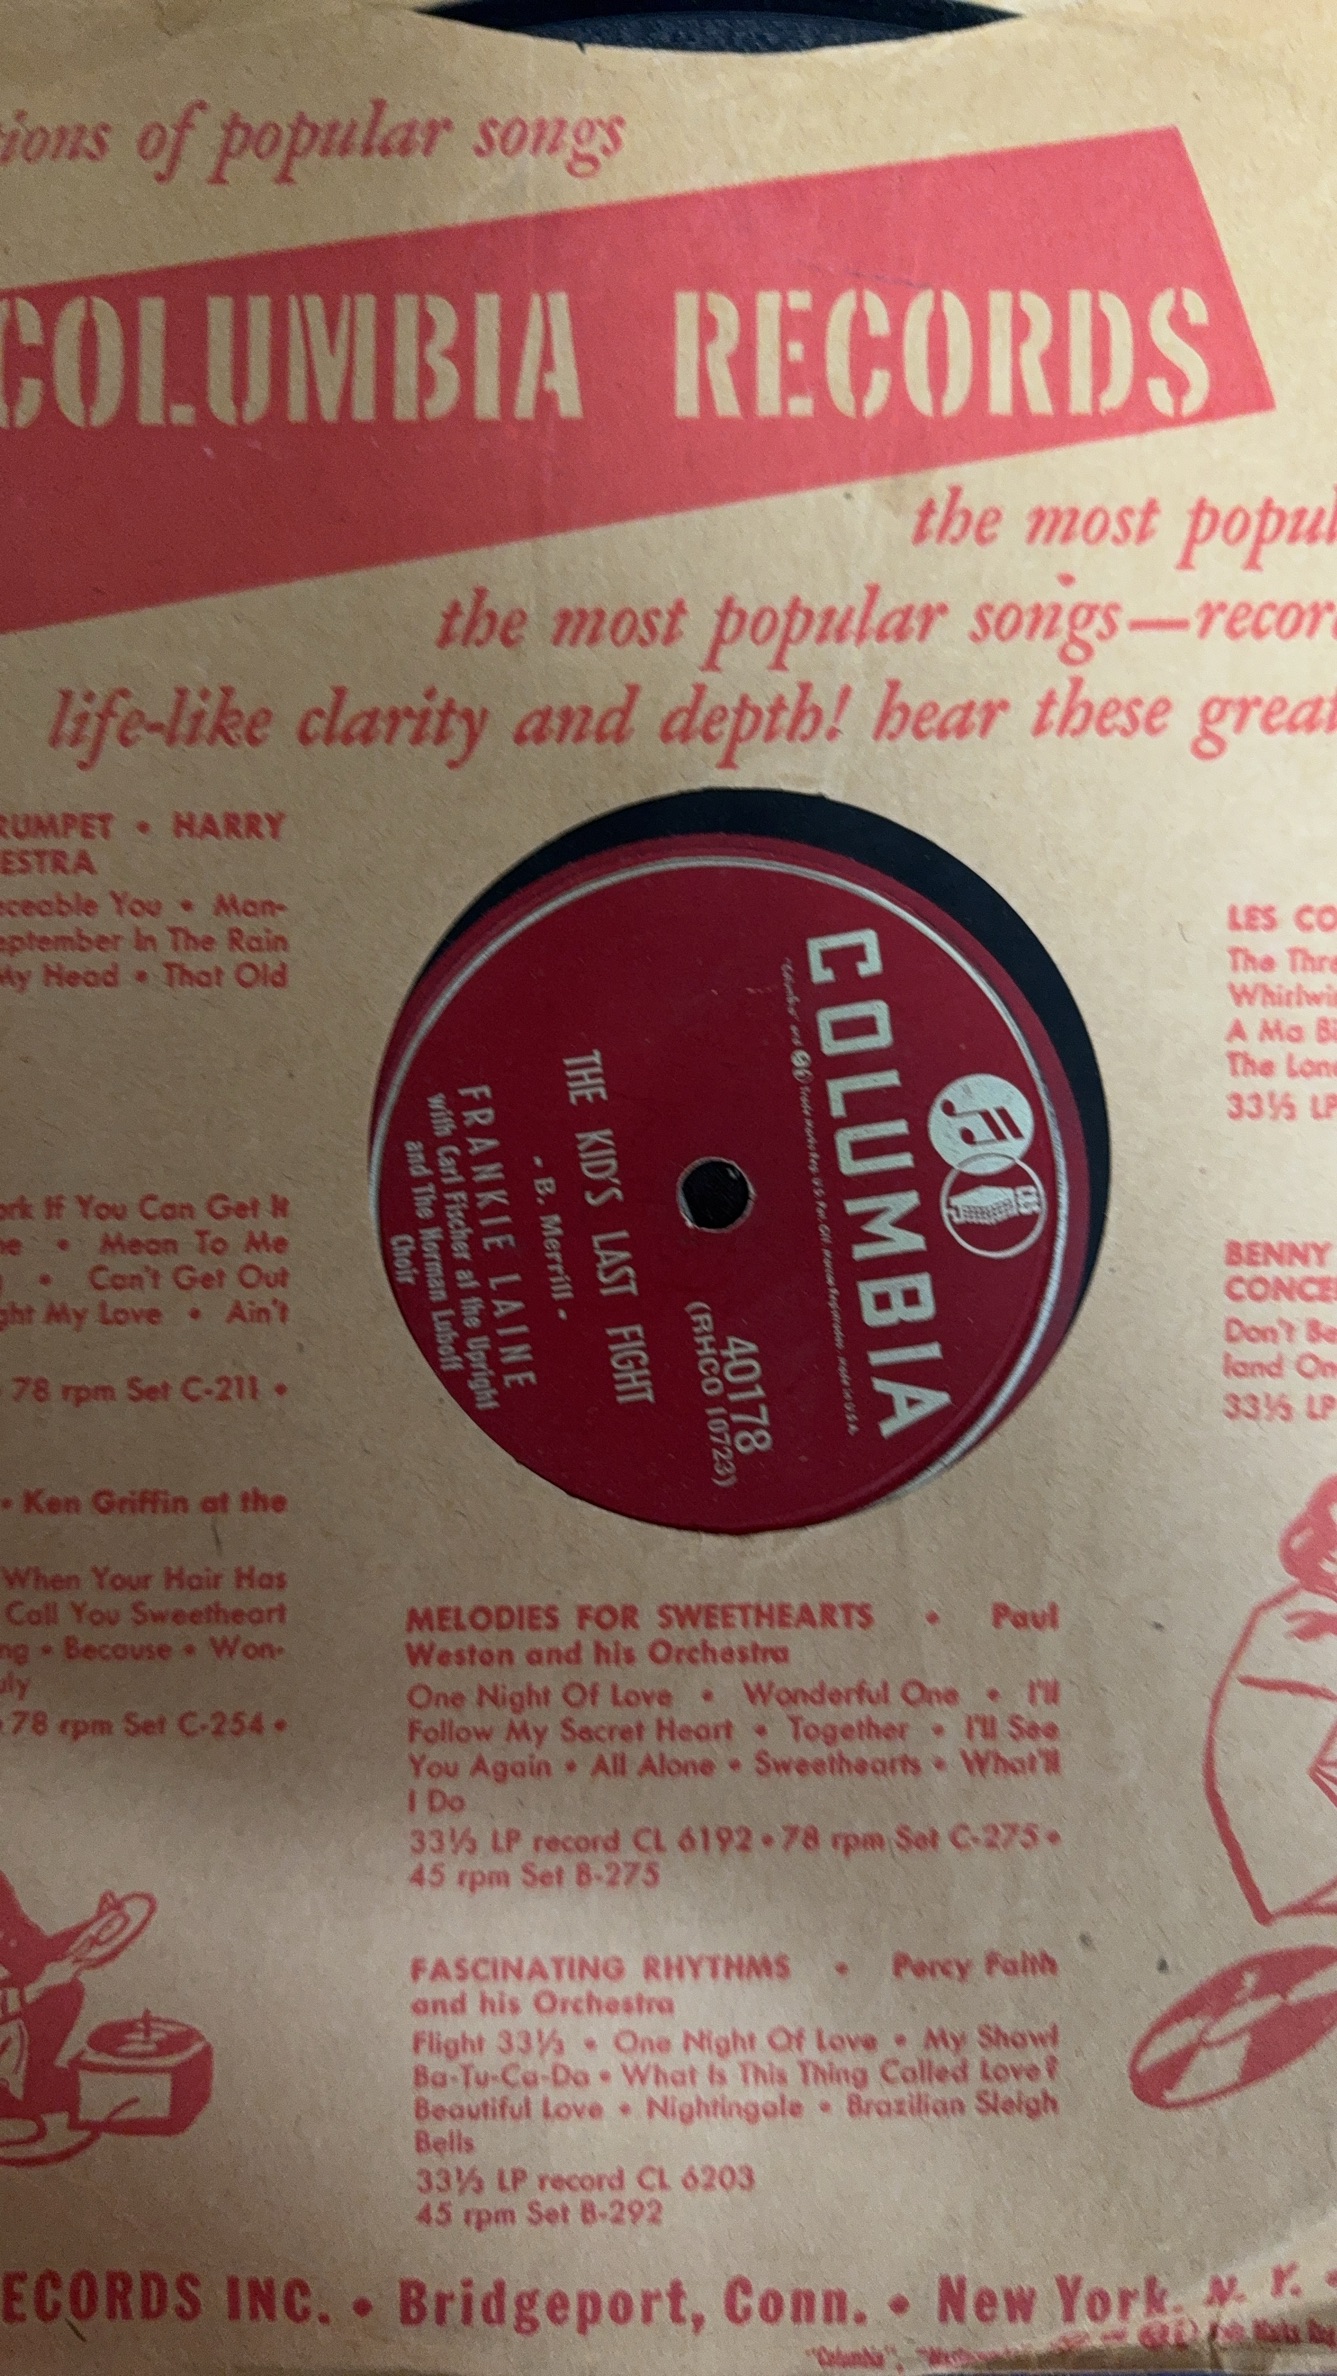 ions of popular songs
COLUMBIA RECORDS
the most popul
the most popular songs—recor
life-like clarity and depth! hear these grea
RUMPET • HARRY
ESTRA
ceable You • Man-
eptember In The Rain
My Head • That Old
ork If You Can Get It
ne • Mean To Me
• Can't Get Out
ght My Love • Ain't
78 rpm Set C-211 •
• Ken Griffin at the
When Your Hair Has
Call You Sweetheart
ng • Because • Won-
uly
78 rpm Set C-254 •
COLUMBIA
40178
(RHCO 10723)
THE KID'S LAST FIGHT
- B. Merrill -
FRANKIE LAINE
with Carl Fischer at the Upright
and The Norman Luboff
Choir
MELODIES FOR SWEETHEARTS • Paul
Weston and his Orchestra
One Night Of Love • Wonderful One • I'll
Follow My Secret Heart • Together • I'll See
You Again • All Alone • Sweethearts • What'll
I Do
33⅓ LP record CL 6192 • 78 rpm Set C-275 •
45 rpm Set B-275
FASCINATING RHYTHMS • Percy Faith
and his Orchestra
Flight 33⅓ • One Night Of Love • My Shawl
Ba-Tu-Ca-Da • What Is This Thing Called Love?
Beautiful Love • Nightingale • Brazilian Sleigh
Bells
33⅓ LP record CL 6203
45 rpm Set B-292
LES CO
The Thre
Whirlwi
A Ma B
The Lon
33⅓ LP
BENNY
CONCE
Don't Be
land On
33⅓ LP
ECORDS INC. • Bridgeport, Conn. • New York, N. Y. •
"Columbia",